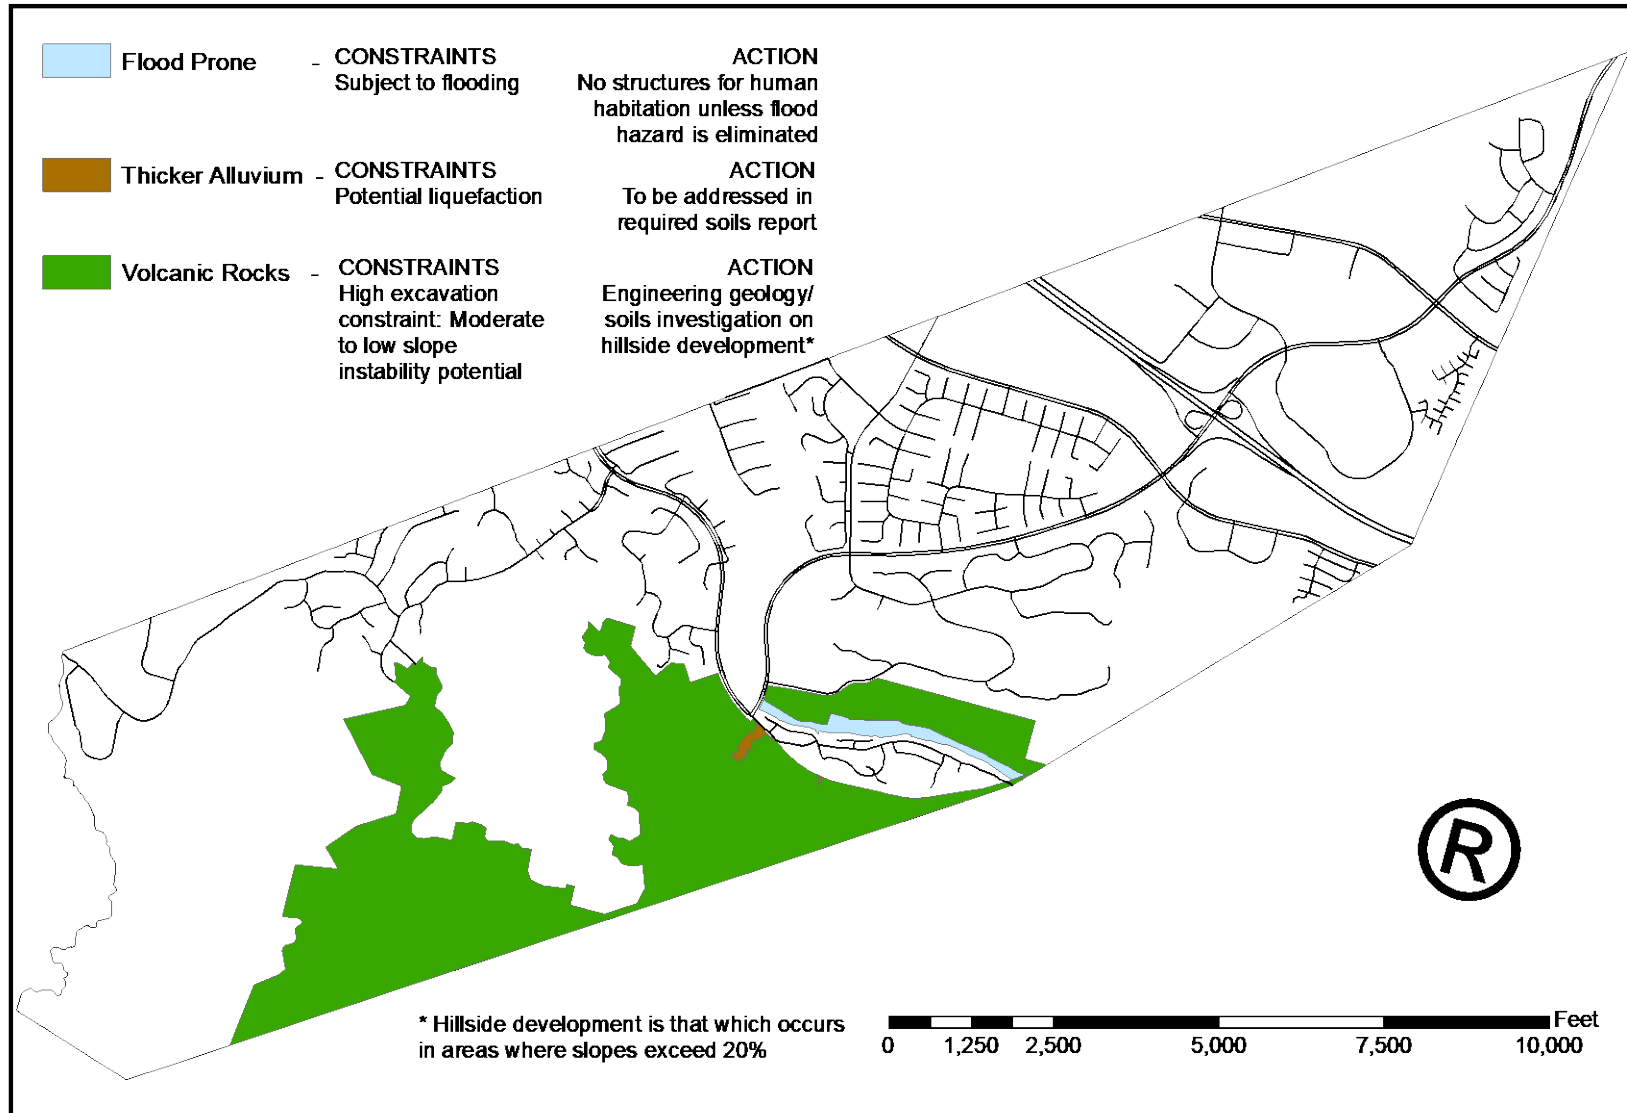 Flood Prone - CONSTRAINTS ACTION
Subject to flooding No structures for human
habitation unless flood
hazard is eliminated
Thicker Alluvium - CONSTRAINTS ACTION
Potential liquefaction To be addressed in
required soils report
Volcanic Rocks - CONSTRAINTS ACTION
High excavation Engineering geology/
constraint: Moderate soils investigation on
to low slope hillside development*
instability potential
R
* Hillside development is that which occurs
in areas where slopes exceed 20%
Feet
0 1,250 2,500 5,000 7,500 10,000